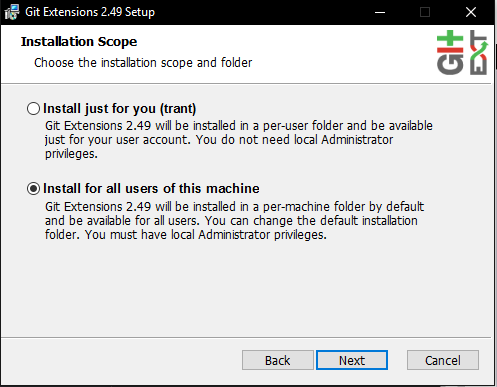 Git Extensions 2.49 Setup
Installation Scope
Choose the installation scope and folder
Git
Ext
Install just for you (trant)
Git Extensions 2.49 will be installed in a per-user folder and be available
just for your user account. You do not need local Administrator
privileges.
Install for all users of this machine
Git Extensions 2.49 will be installed in a per-machine folder by default
and be available for all users. You can change the default installation
folder. You must have local Administrator privileges.
Back
Next
Cancel